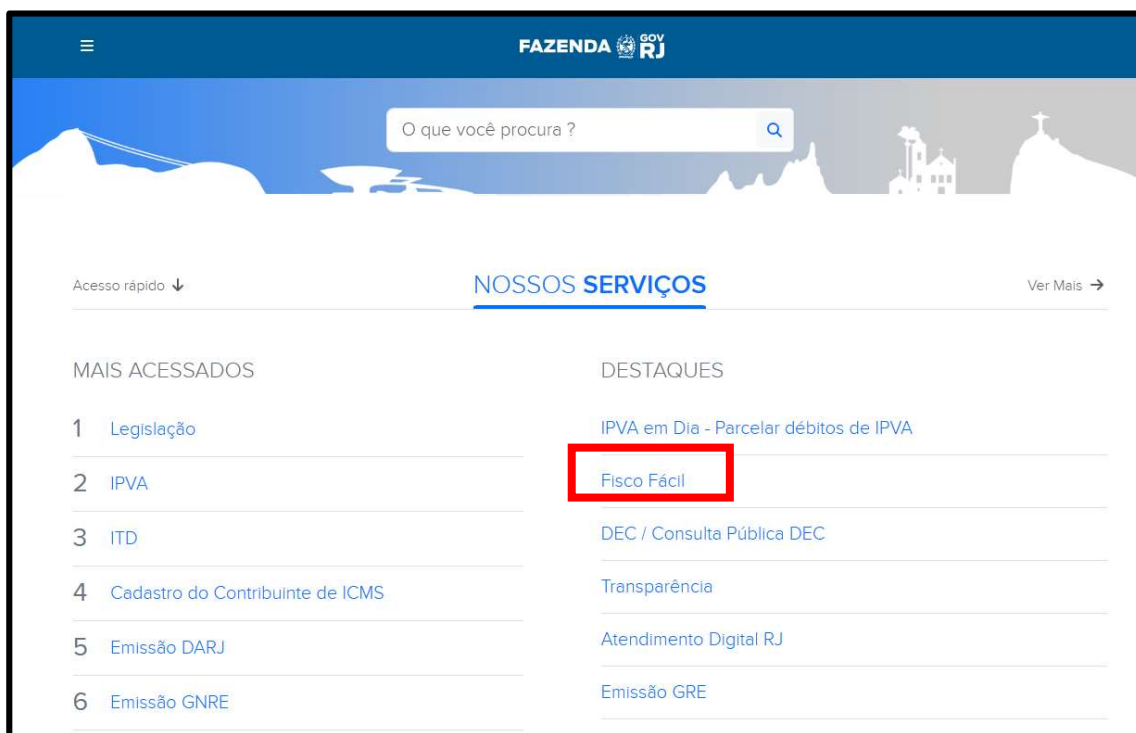 FAZENDA GOV RJ
O que você procura ?
Acesso rápido
NOSSOS SERVIÇOS
Ver Mais
MAIS ACESSADOS
1 Legislação
2 IPVA
3 ITD
4 Cadastro do Contribuinte de ICMS
5 Emissão DARJ
6 Emissão GNRE
DESTAQUES
IPVA em Dia - Parcelar débitos de IPVA
Fisco Fácil
DEC / Consulta Pública DEC
Transparência
Atendimento Digital RJ
Emissão GRE